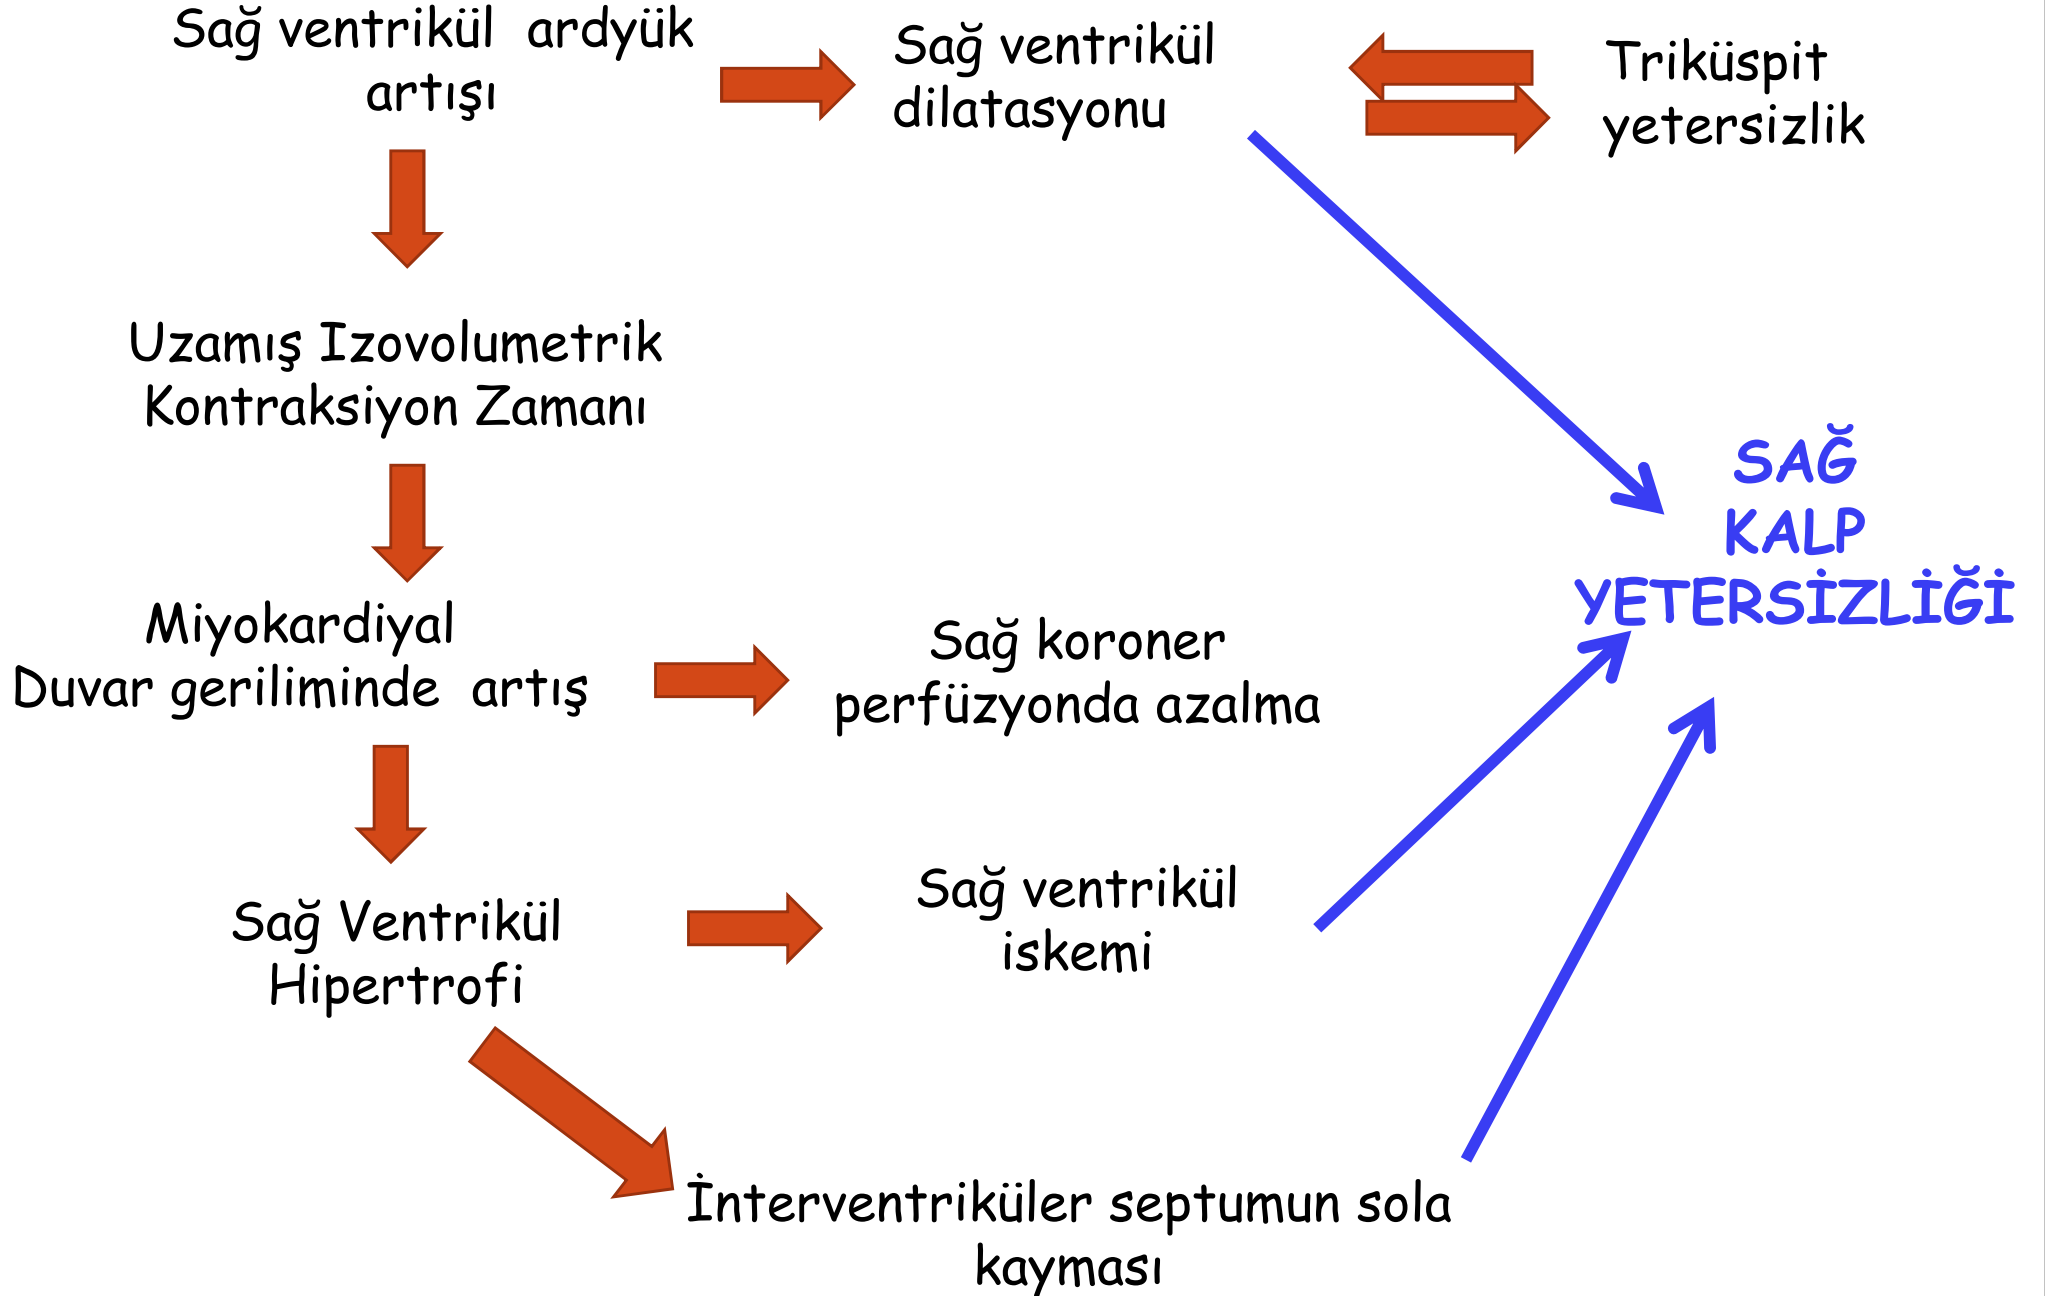 Sağ ventrikül ardyük
artışı
Sağ ventrikül
dilatasyonu
Triküspit
yetersizlik
Uzamış Izovolumetrik
Kontraksiyon Zamanı
SAĞ
KALP
YETERSİZLİĞİ
Miyokardiyal
Duvar geriliminde artış
Sağ koroner
perfüzyonda azalma
Sağ Ventrikül
Hipertrofi
Sağ ventrikül
iskemi
İnterventriküler septumun sola
kayması